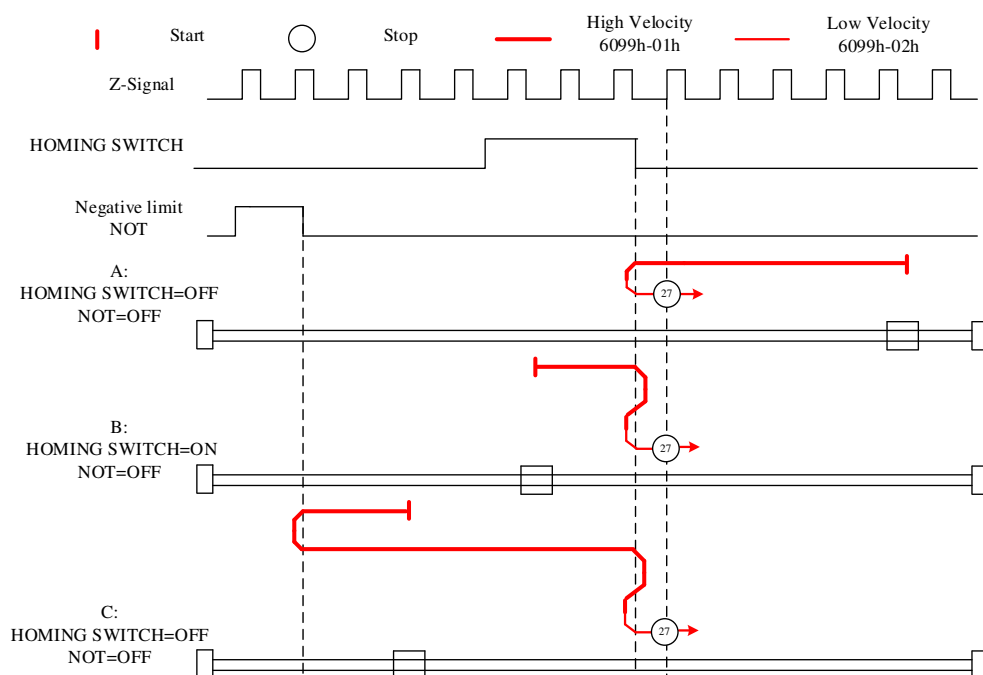 Start
Stop
High Velocity
6099h-01h
Low Velocity
6099h-02h
Z-Signal
HOMING SWITCH
Negative limit
NOT
A:
HOMING SWITCH=OFF
NOT=OFF
27
B:
HOMING SWITCH=ON
NOT=OFF
27
C:
HOMING SWITCH=OFF
NOT=OFF
27